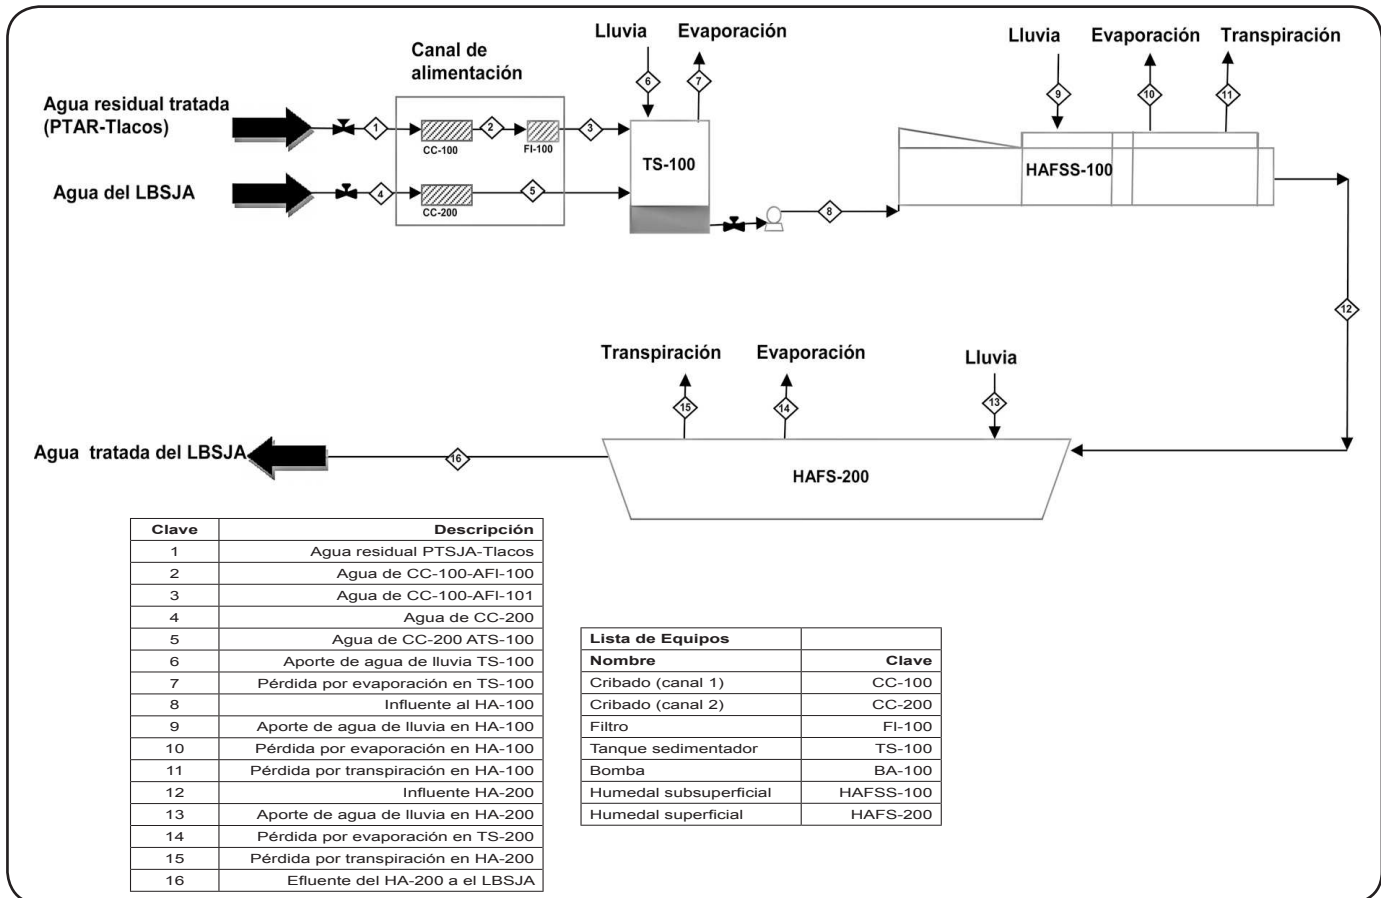 Lluvia Evaporación
Lluvia Evaporación Transpiración
Canal de
alimentación
6 7
9 10 11
Agua residual tratada
(PTAR-Tlacos)
1 2 3
CC-100 FI-100
TS-100
HAFSS-100
Agua del LBSJA
4 5
CC-200
8
12
Transpiración Evaporación Lluvia
15 14 13
Agua tratada del LBSJA
16
HAFS-200
Clave Descripción
1 Agua residual PTSJA-Tlacos
2 Agua de CC-100-AFI-100
3 Agua de CC-100-AFI-101
4 Agua de CC-200
5 Agua de CC-200 ATS-100
6 Aporte de agua de lluvia TS-100
7 Pérdida por evaporación en TS-100
8 Influente al HA-100
9 Aporte de agua de lluvia en HA-100
10 Pérdida por evaporación en HA-100
11 Pérdida por transpiración en HA-100
12 Influente HA-200
13 Aporte de agua de lluvia en HA-200
14 Pérdida por evaporación en TS-200
15 Pérdida por transpiración en HA-200
16 Efluente del HA-200 a el LBSJA
Lista de Equipos
Nombre Clave
Cribado (canal 1) CC-100
Cribado (canal 2) CC-200
Filtro FI-100
Tanque sedimentador TS-100
Bomba BA-100
Humedal subsuperficial HAFSS-100
Humedal superficial HAFS-200